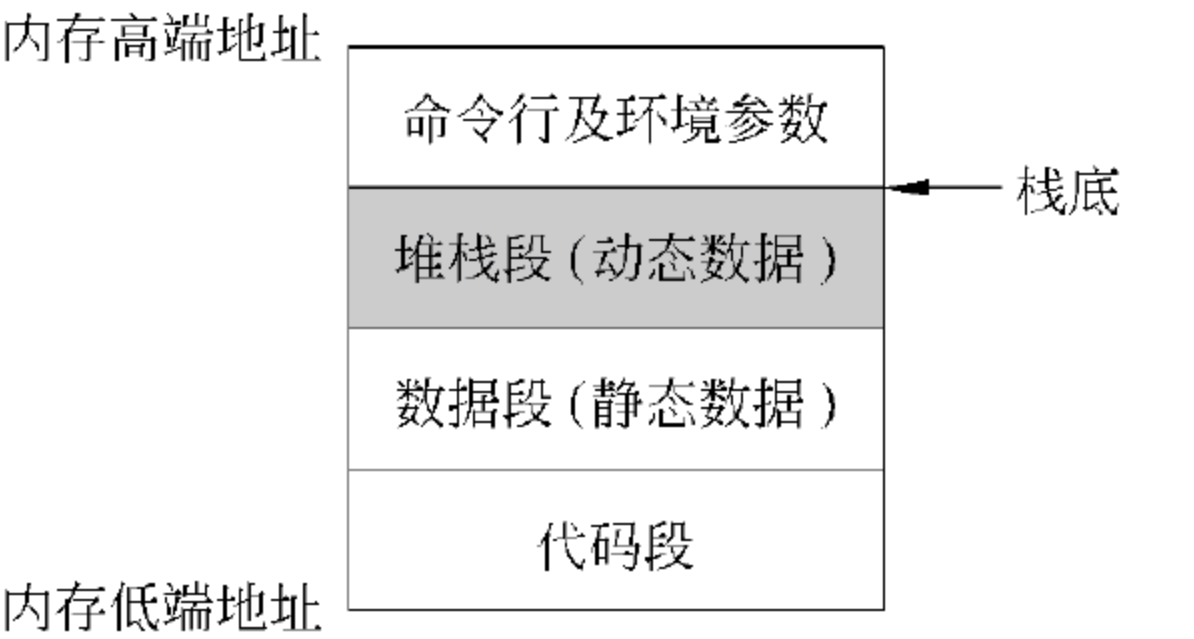 内存高端地址
命令行及环境参数
栈底
堆栈段(动态数据)
数据段(静态数据)
代码段
内存低端地址